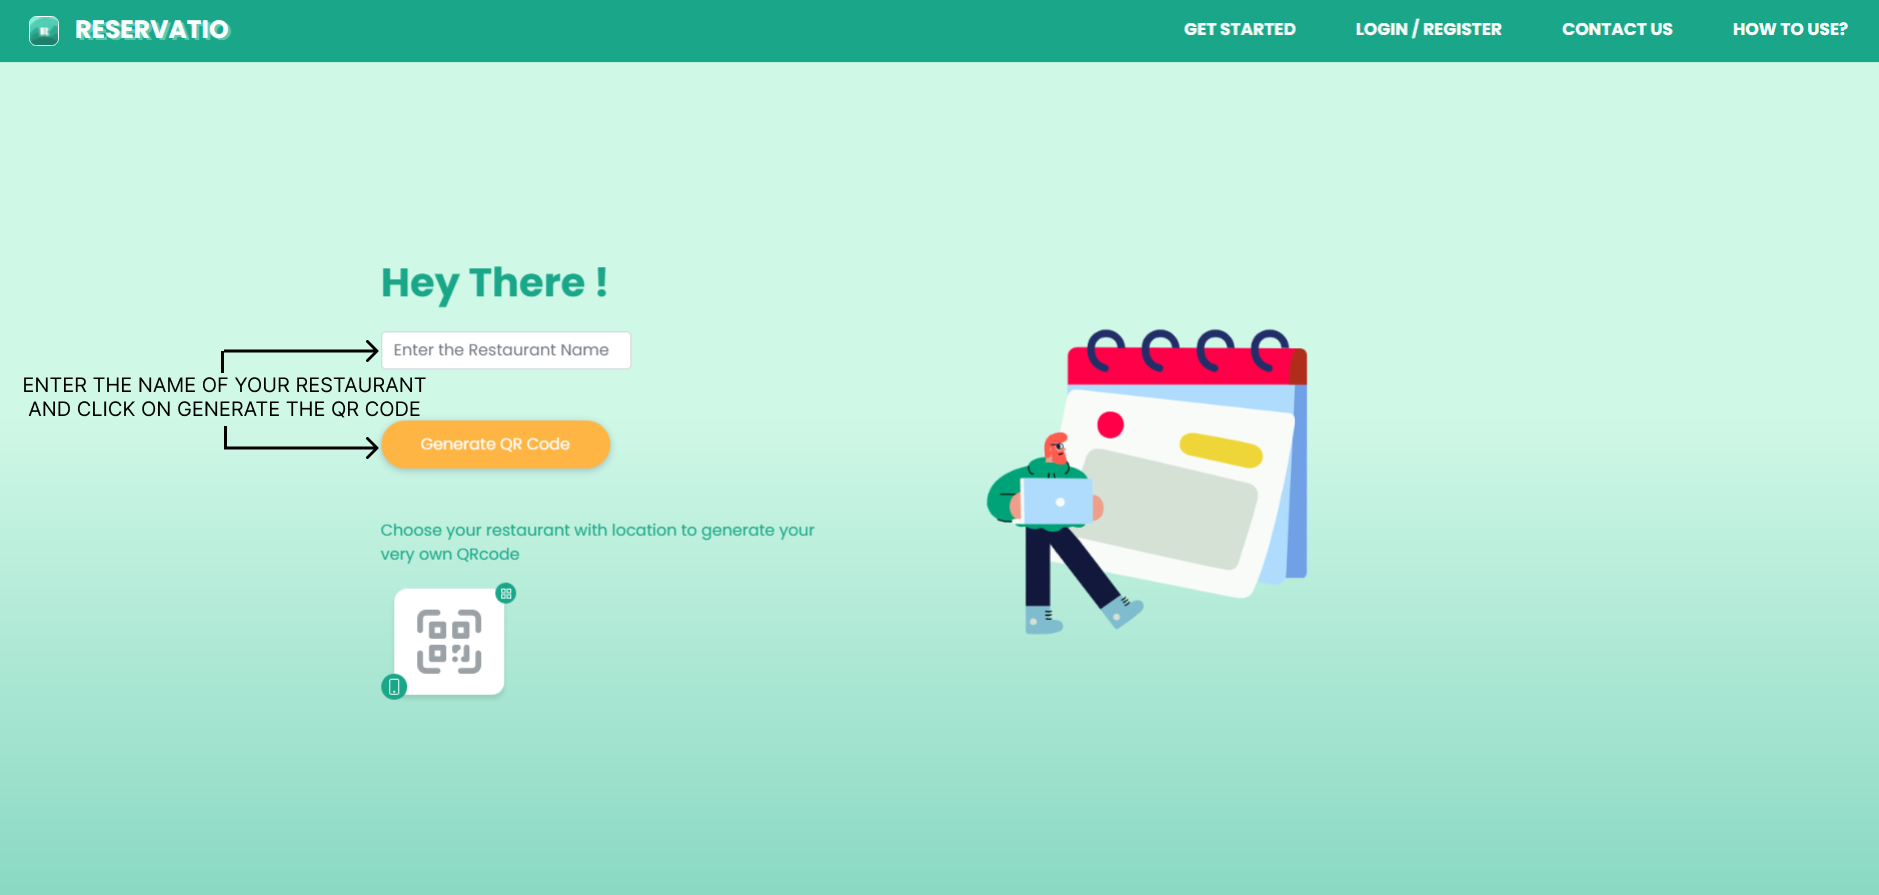 R
RESERVATIO
GET STARTED
LOGIN / REGISTER
CONTACT US
HOW TO USE?
Hey There !
Enter the Restaurant Name
ENTER THE NAME OF YOUR RESTAURANT
AND CLICK ON GENERATE THE QR CODE
Generate QR Code
Choose your restaurant with location to generate your
very own QRcode